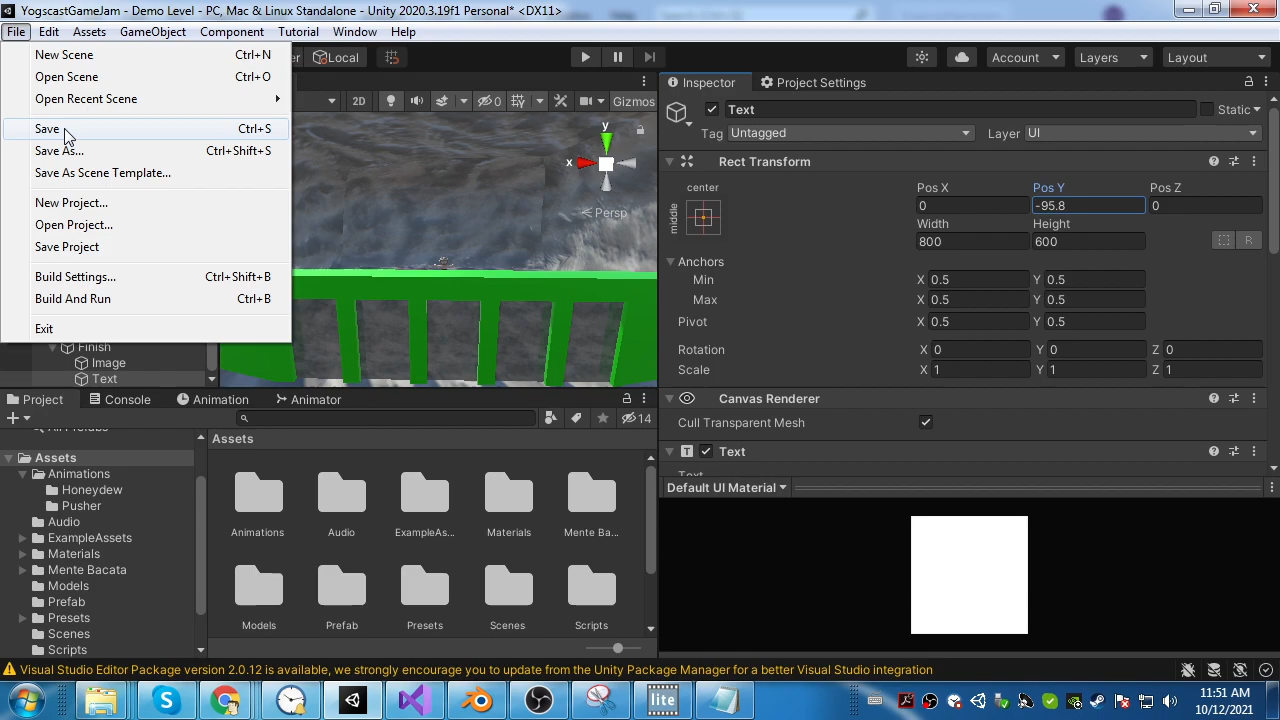 YogscastGameJam - Demo Level - PC, Mac & Linux Standalone - Unity 2020.3.19f1 Personal* <DX11>
File Edit Assets GameObject Component Tutorial Window Help
New Scene Ctrl+N
Open Scene Ctrl+O
Open Recent Scene
Save Ctrl+S
Save As... Ctrl+Shift+S
Save As Scene Template...
New Project...
Open Project...
Save Project
Build Settings... Ctrl+Shift+B
Build And Run Ctrl+B
Exit
Local
Account Layers Layout
2D 0 Gizmos
y
x
Persp
Finish
Image
Text
Inspector Project Settings
Text Static
Tag Untagged Layer UI
Rect Transform
center
middle
Pos X Pos Y Pos Z
0 -95.8 0
Width Height
800 600 R
Anchors
Min X 0.5 Y 0.5
Max X 0.5 Y 0.5
Pivot X 0.5 Y 0.5
Rotation X 0 Y 0 Z 0
Scale X 1 Y 1 Z 1
Canvas Renderer
Cull Transparent Mesh
T Text
Text
Default UI Material
Project Console Animation Animator
14
All Prefabs
Assets
Animations
Honeydew
Pusher
Audio
ExampleAssets
Materials
Mente Bacata
Models
Prefab
Presets
Scenes
Scripts
Assets
Animations Audio ExampleAs... Materials Mente Ba...
Models Prefab Presets Scenes Scripts
Visual Studio Editor Package version 2.0.12 is available, we strongly encourage you to update from the Unity Package Manager for a better Visual Studio integration
lite
11:51 AM
10/12/2021